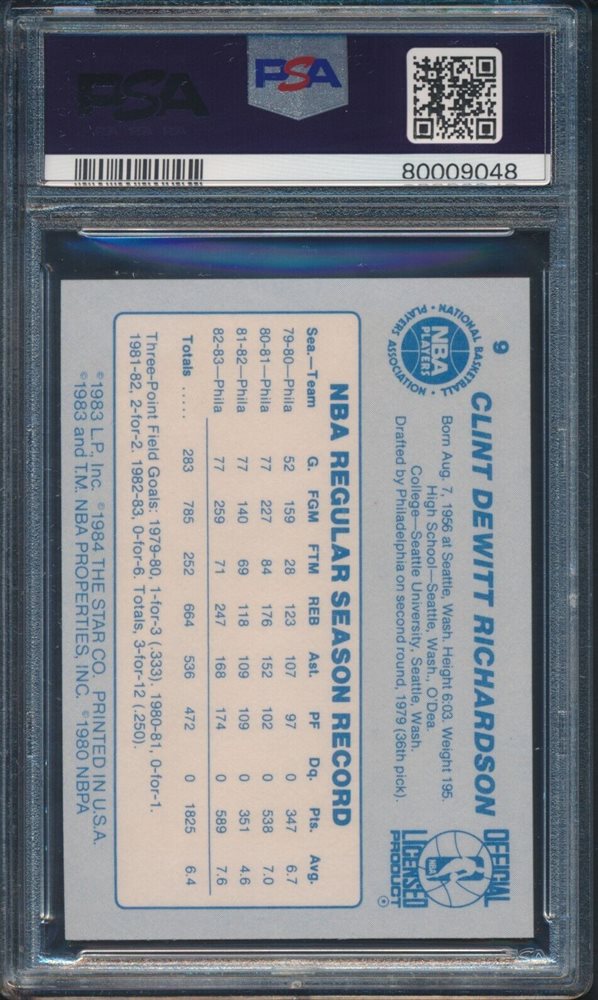 PSA
PSA
80009048
9
CLINT DEWITT RICHARDSON
Born Aug. 7, 1956 at Seattle, Wash. Height 6:03. Weight 195.
High School—Seattle, Wash., O'Dea.
College—Seattle University, Seattle, Wash.
Drafted by Philadelphia on second round, 1979 (36th pick).
NATIONAL BASKETBALL
NBA
PLAYERS
ASSOCIATION
OFFICIAL
NBA
LICENSED
PRODUCT
NBA REGULAR SEASON RECORD
Sea.—Team G. FGM FTM REB Ast. PF Dq. Pts. Avg.
79-80—Phila 52 159 28 123 107 97 0 347 6.7
80-81—Phila 77 227 84 176 152 102 0 538 7.0
81-82—Phila 77 140 69 118 109 109 0 351 4.6
82-83—Phila 77 259 71 247 168 174 0 589 7.6
Totals ..... 283 785 252 664 536 472 0 1825 6.4
Three-Point Field Goals: 1979-80, 1-for-3 (.333). 1980-81, 0-for-1.
1981-82, 2-for-2. 1982-83, 0-for-6. Totals, 3-for-12 (.250).
©1983 L.P., Inc. ©1984 THE STAR CO. PRINTED IN U.S.A.
©1983 and T.M. NBA PROPERTIES, INC. ©1980 NBPA